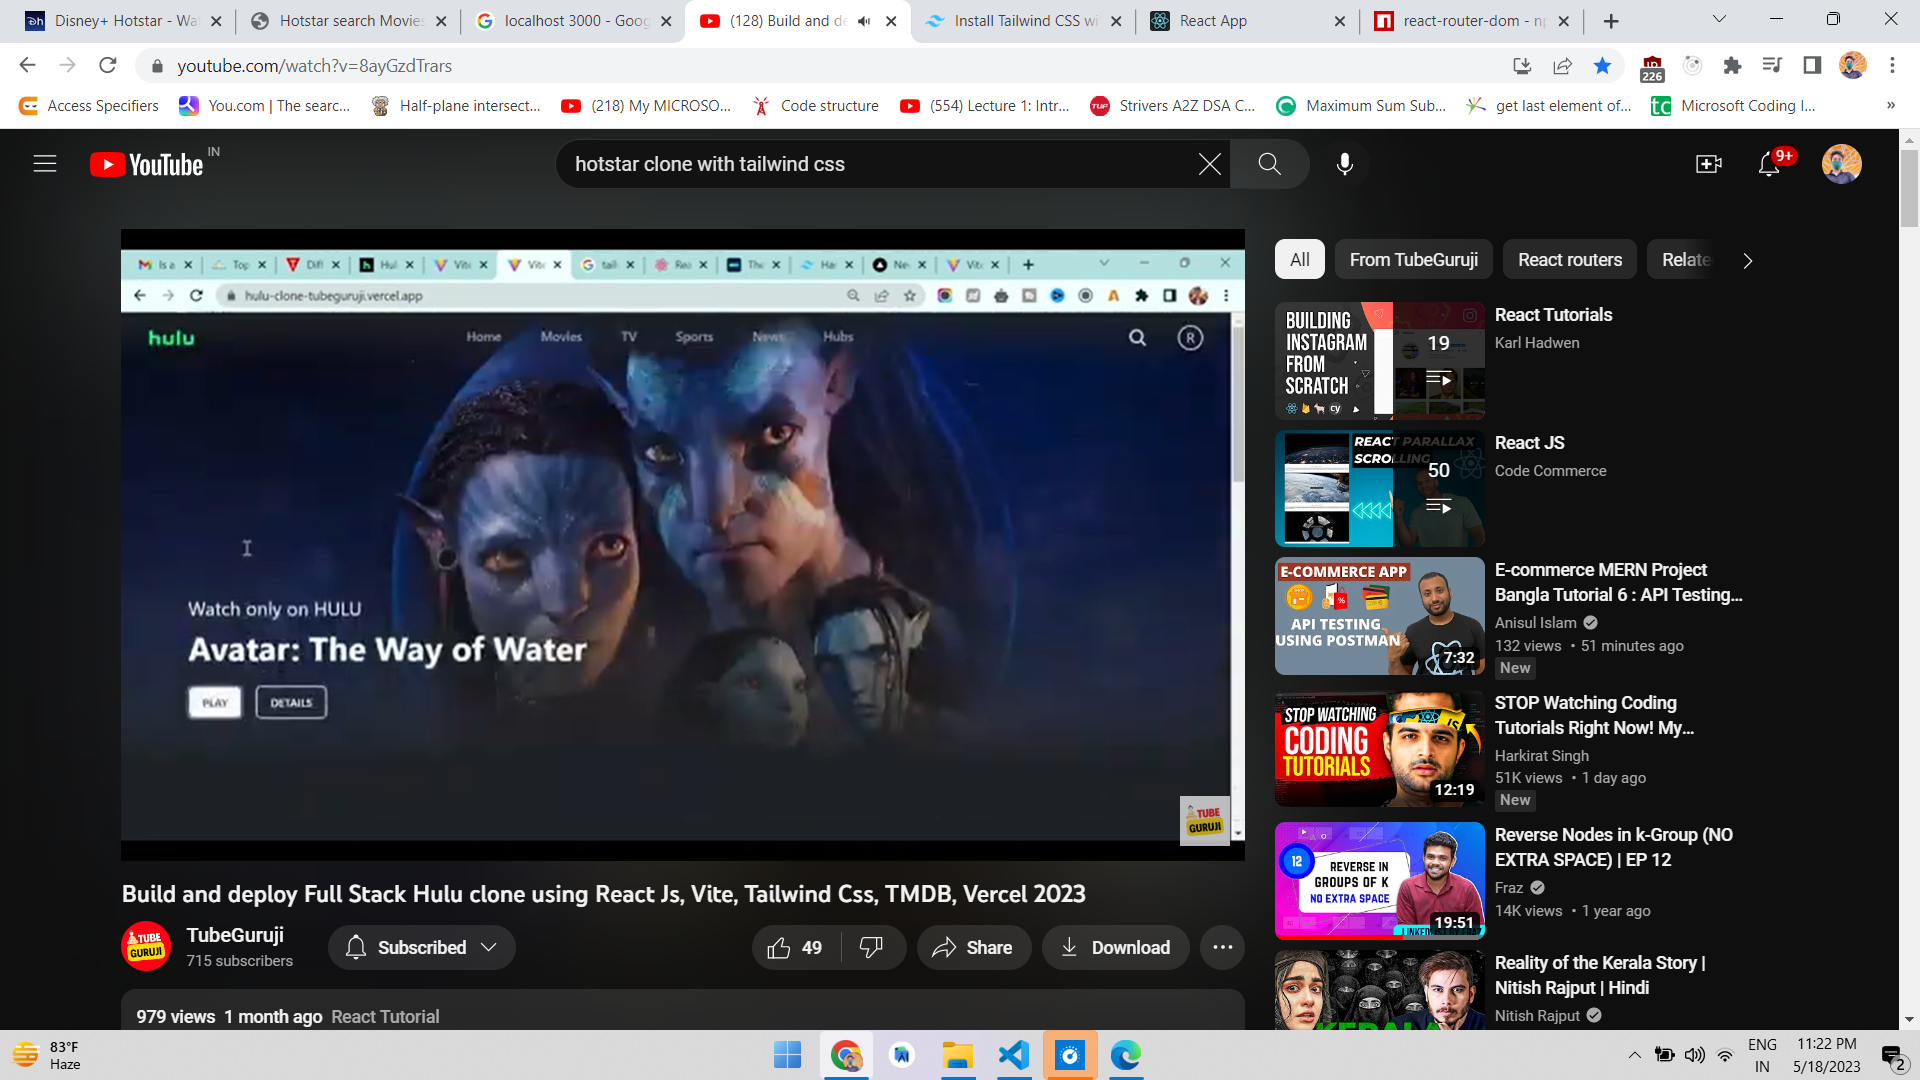 Disney+ Hotstar - Wat
Hotstar search Movies
localhost 3000 - Goog
(128) Build and de
Install Tailwind CSS wi
React App
react-router-dom - np
youtube.com/watch?v=8ayGzdTrars
226
Access Specifiers
You.com | The searc...
Half-plane intersect...
(218) My MICROSO...
Code structure
(554) Lecture 1: Intr...
Strivers A2Z DSA C...
Maximum Sum Sub...
get last element of...
Microsoft Coding I...
YouTube IN
hotstar clone with tailwind css
9+
hulu-clone-tubeguruji.vercel.app
hulu
Home Movies TV Sports News Hubs
R
Watch only on HULU
Avatar: The Way of Water
PLAY DETAILS
TUBE
GURUJI
Build and deploy Full Stack Hulu clone using React Js, Vite, Tailwind Css, TMDB, Vercel 2023
TUBE
GURUJI
TubeGuruji
715 subscribers
Subscribed
49
Share
Download
979 views 1 month ago React Tutorial
All
From TubeGuruji
React routers
Relate
BUILDING
INSTAGRAM
FROM
SCRATCH
19
React Tutorials
Karl Hadwen
REACT PARALLAX
SCROLLING
50
React JS
Code Commerce
E-COMMERCE APP
API TESTING
USING POSTMAN
7:32
E-commerce MERN Project
Bangla Tutorial 6 : API Testing...
Anisul Islam
132 views • 51 minutes ago
New
STOP WATCHING
CODING
TUTORIALS
12:19
STOP Watching Coding
Tutorials Right Now! My...
Harkirat Singh
51K views • 1 day ago
New
12
REVERSE IN
GROUPS OF K
NO EXTRA SPACE
19:51
Reverse Nodes in k-Group (NO
EXTRA SPACE) | EP 12
Fraz
14K views • 1 year ago
Reality of the Kerala Story |
Nitish Rajput | Hindi
Nitish Rajput
83°F
Haze
ENG
IN
11:22 PM
5/18/2023
2